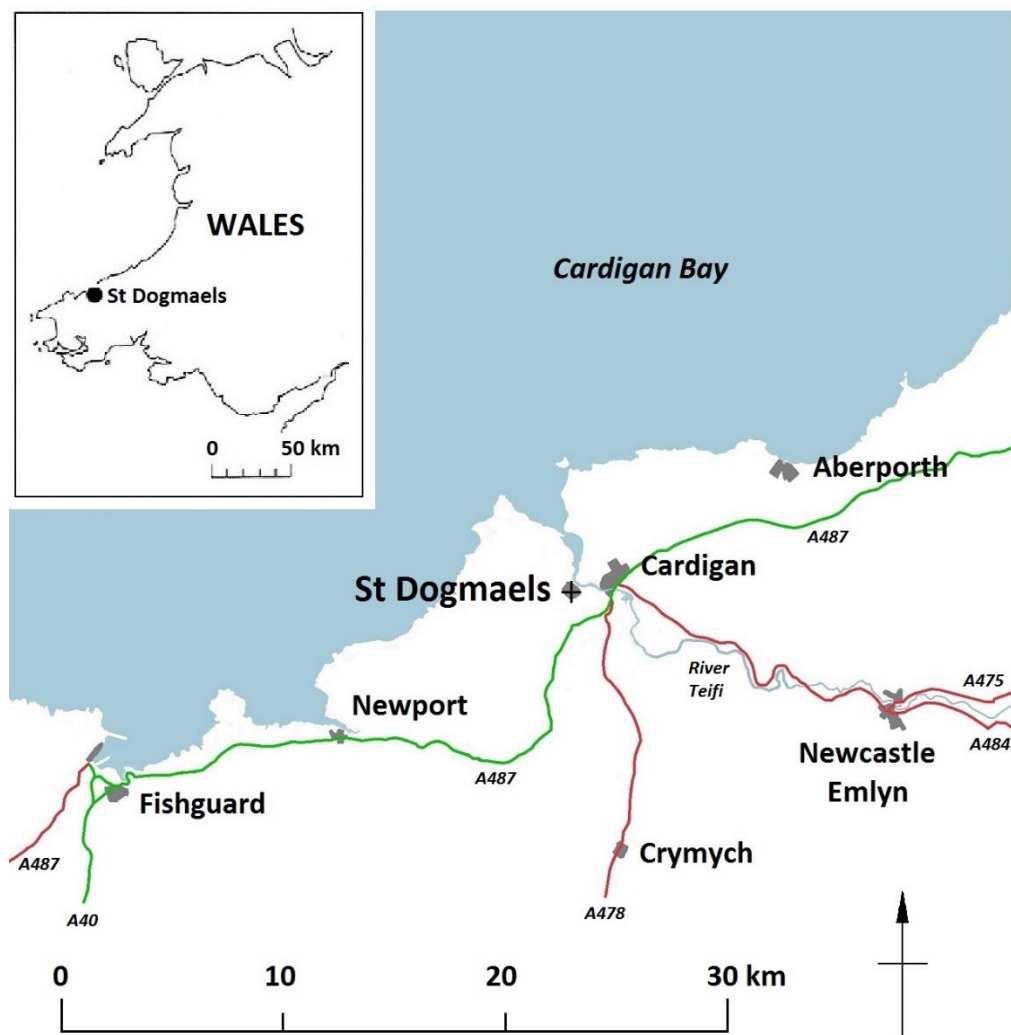 WALES
St Dogmaels
0 50 km
Cardigan Bay
Aberporth
A487
Cardigan
St Dogmaels
River
Teifi
A475
Newport
A484
Newcastle
Emlyn
A487
Fishguard
Crymych
A487
A40
A478
0 10 20 30 km